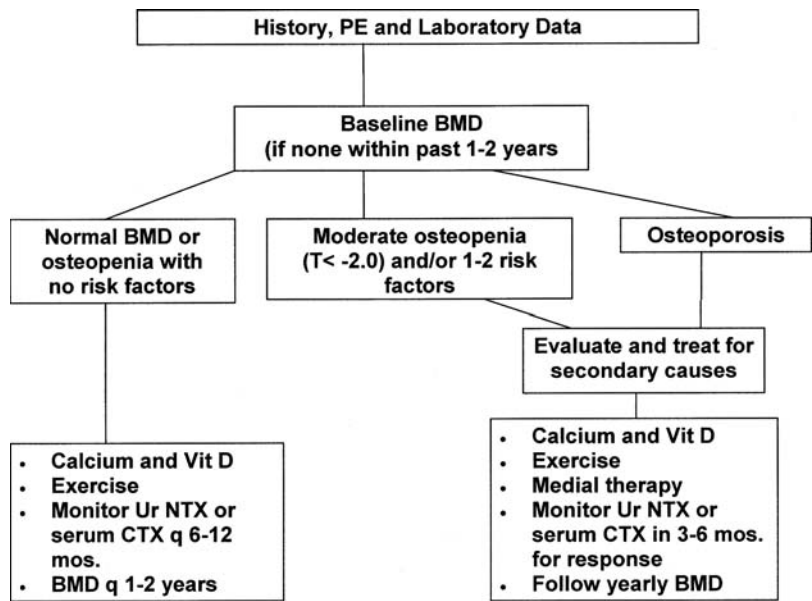 History, PE and Laboratory Data
Baseline BMD
(if none within past 1-2 years
Normal BMD or
osteopenia with
no risk factors
Moderate osteopenia
(T< -2.0) and/or 1-2 risk
factors
Osteoporosis
Evaluate and treat for
secondary causes
• Calcium and Vit D
• Exercise
• Monitor Ur NTX or
serum CTX q 6-12
mos.
• BMD q 1-2 years
• Calcium and Vit D
• Exercise
• Medial therapy
• Monitor Ur NTX or
serum CTX in 3-6 mos.
for response
• Follow yearly BMD